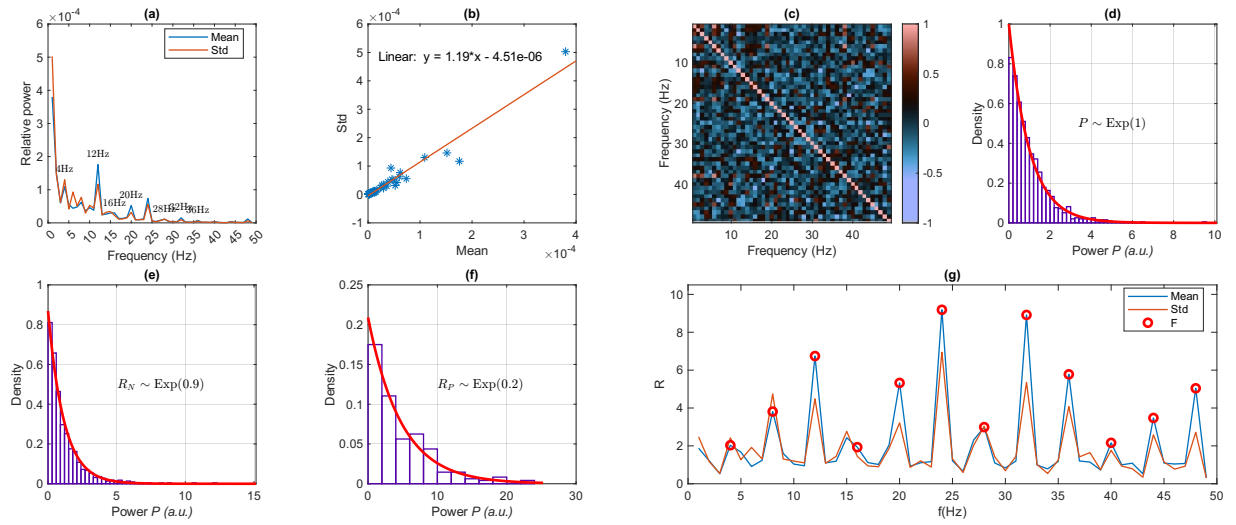 (a)
×10⁻⁴
6
5
4
3
2
1
0
Relative power
Mean
Std
4Hz
12Hz
16Hz
20Hz
28Hz
32Hz
36Hz
0
5
10
15
20
25
30
35
40
45
50
Frequency (Hz)
(b)
×10⁻⁴
6
5
4
3
2
1
0
-1
Std
Linear: y = 1.19*x - 4.51e-06
0
1
2
3
4
×10⁻⁴
Mean
(c)
10
20
30
40
Frequency (Hz)
10
20
30
40
Frequency (Hz)
1
0.5
0
-0.5
-1
(d)
1
0.8
0.6
0.4
0.2
0
Density
P ∼ Exp(1)
0
2
4
6
8
10
Power P (a.u.)
(e)
1
0.8
0.6
0.4
0.2
0
Density
R_N ∼ Exp(0.9)
0
5
10
15
Power P (a.u.)
(f)
0.25
0.2
0.15
0.1
0.05
0
Density
R_P ∼ Exp(0.2)
0
10
20
30
Power P (a.u.)
(g)
10
8
6
4
2
0
R
Mean
Std
F
0
5
10
15
20
25
30
35
40
45
50
f(Hz)